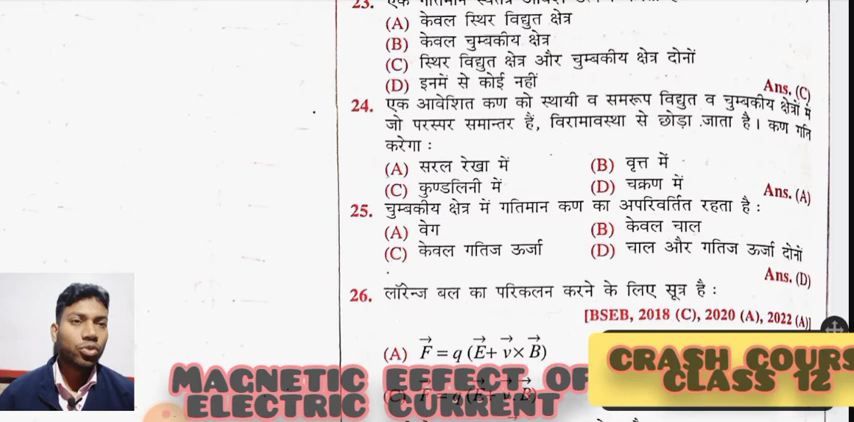 23.
(A) केवल स्थिर विद्युत क्षेत्र
(B) केवल चुम्बकीय क्षेत्र
(C) स्थिर विद्युत क्षेत्र और चुम्बकीय क्षेत्र दोनों
(D) इनमें से कोई नहीं
Ans. (C)
24. एक आवेशित कण को स्थायी व समरूप विद्युत व चुम्बकीय क्षेत्रों में
जो परस्पर समान्तर हैं, विरामावस्था से छोड़ा जाता है। कण गति
करेगा :
(A) सरल रेखा में (B) वृत्त में
(C) कुण्डलिनी में (D) चक्रण में
Ans. (A)
25. चुम्बकीय क्षेत्र में गतिमान कण का अपरिवर्तित रहता है :
(A) वेग (B) केवल चाल
(C) केवल गतिज ऊर्जा (D) चाल और गतिज ऊर्जा दोनों
Ans. (D)
26. लॉरेन्ज बल का परिकलन करने के लिए सूत्र है :
[BSEB, 2018 (C), 2020 (A), 2022 (A)]
(A) F⃗ = q (E⃗ + v⃗ × B⃗)
MAGNETIC EFFECT OF
ELECTRIC CURRENT
CRASH COURS
CLASS 12